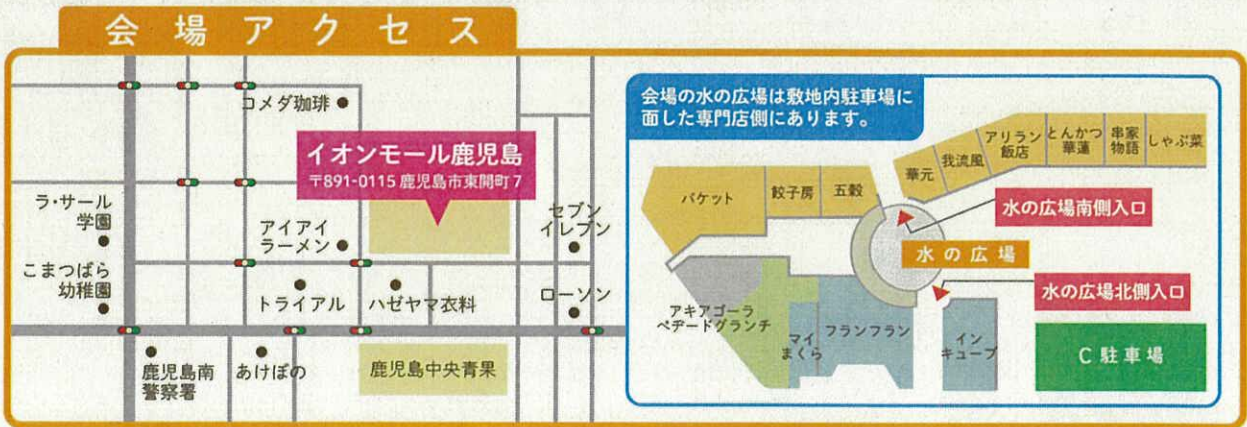 会場アクセス
コメダ珈琲
イオンモール鹿児島
〒891-0115 鹿児島市東開町7
ラ・サール
学園
アイアイ
ラーメン
セブン
イレブン
こまつばら
幼稚園
トライアル
ハゼヤマ衣料
ローソン
鹿児島南
警察署
あけぼの
鹿児島中央青果
会場の水の広場は敷地内駐車場に
面した専門店側にあります。
バケット
餃子房
五穀
華元
我流風
アリラン
飯店
とんかつ
華蓮
串家
物語
しゃぶ菜
水の広場南側入口
水の広場
水の広場北側入口
アキアゴーラ
ペデードグランチ
マイ
まくら
フランフラン
イン
キューブ
C 駐車場